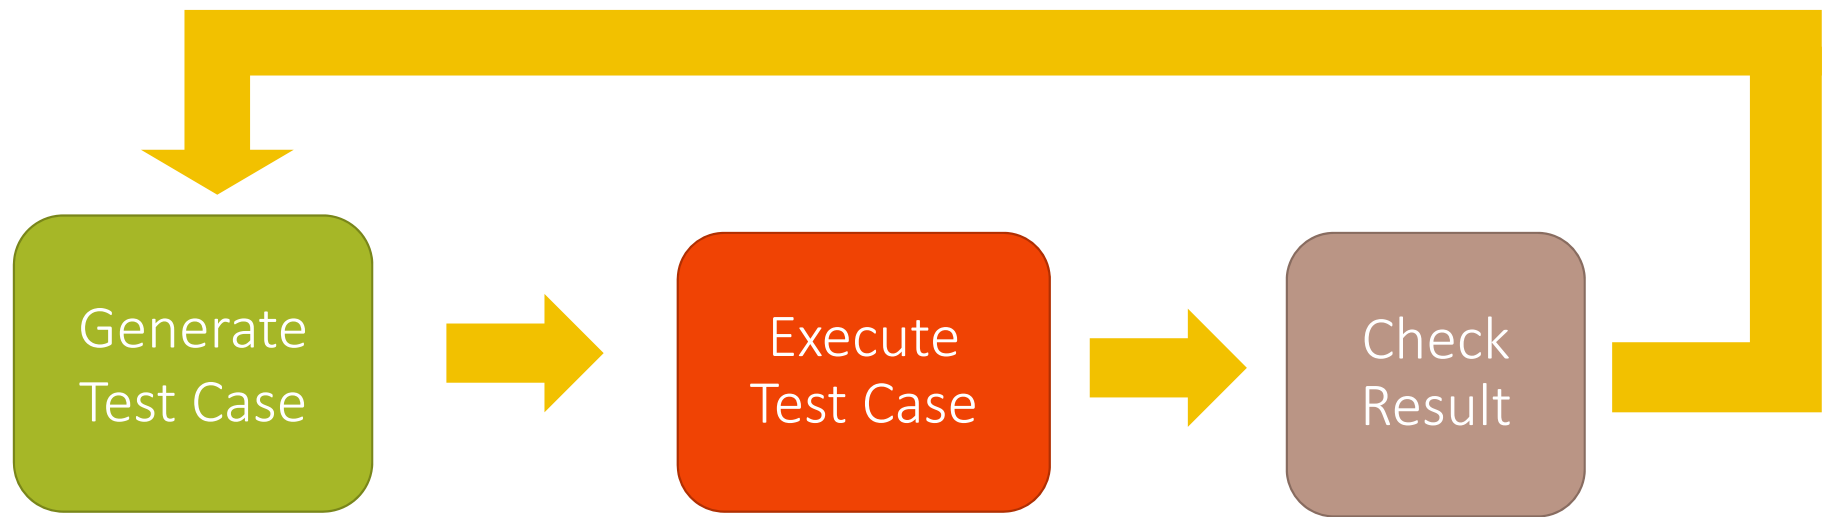 Generate
Test Case
Execute
Test Case
Check
Result